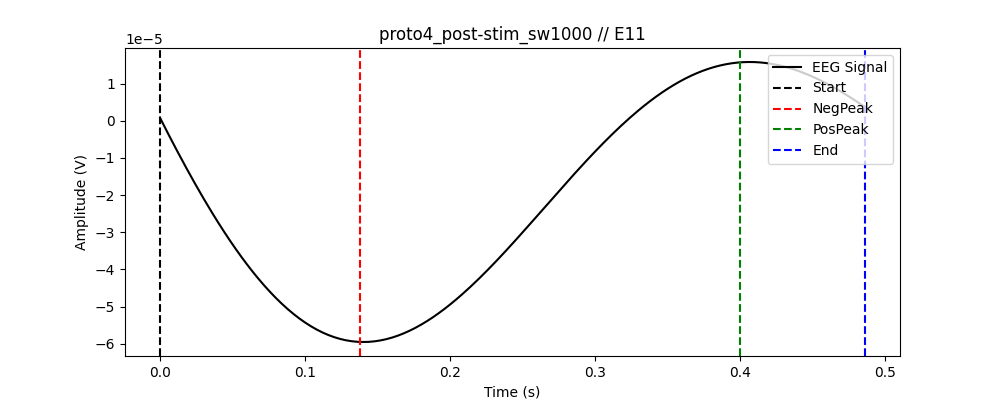 proto4_post-stim_sw1000 // E11
1e−5
1
0
−1
−2
−3
−4
−5
−6
Amplitude (V)
EEG Signal
Start
NegPeak
PosPeak
End
0.0 0.1 0.2 0.3 0.4 0.5
Time (s)